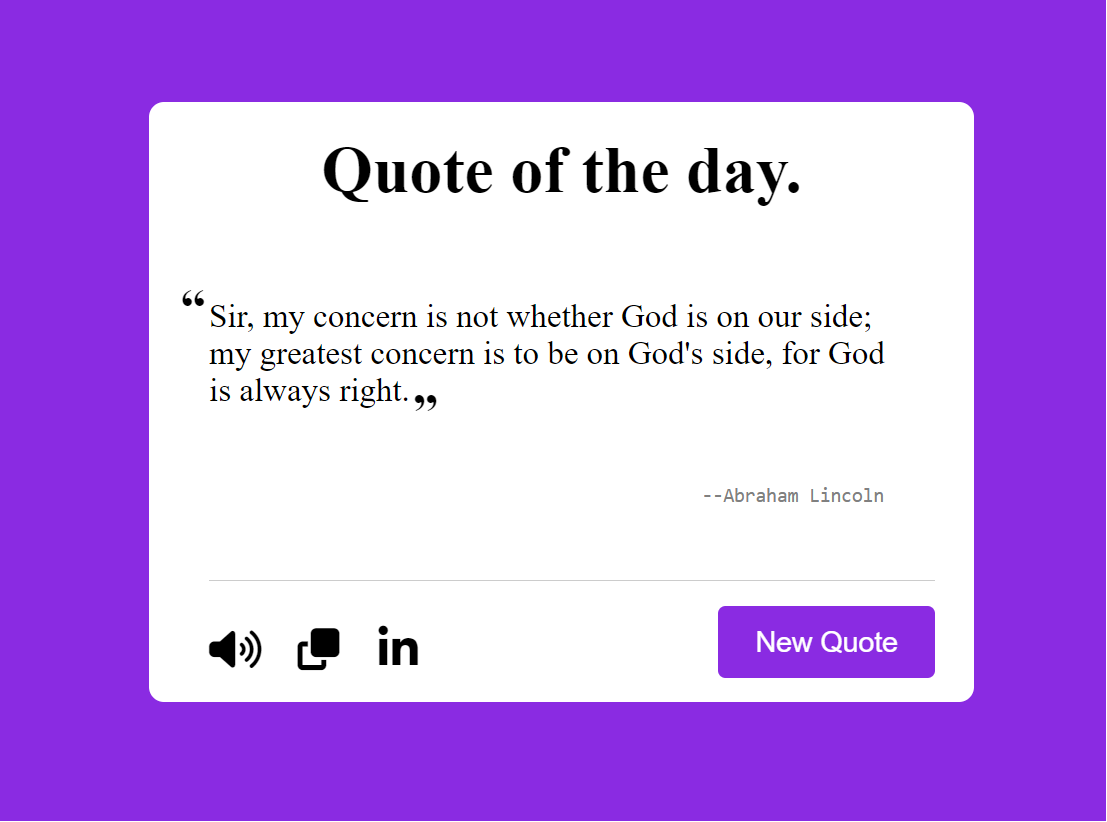 Quote of the day.
“Sir, my concern is not whether God is on our side;
my greatest concern is to be on God's side, for God
is always right.”
--Abraham Lincoln
in
New Quote